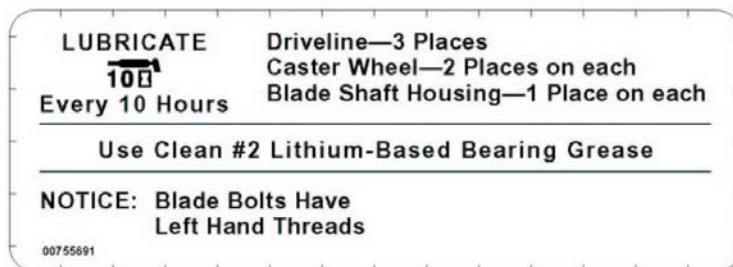 LUBRICATE
10
Every 10 Hours
Driveline—3 Places
Caster Wheel—2 Places on each
Blade Shaft Housing—1 Place on each
Use Clean #2 Lithium-Based Bearing Grease
NOTICE: Blade Bolts Have
Left Hand Threads
00755691